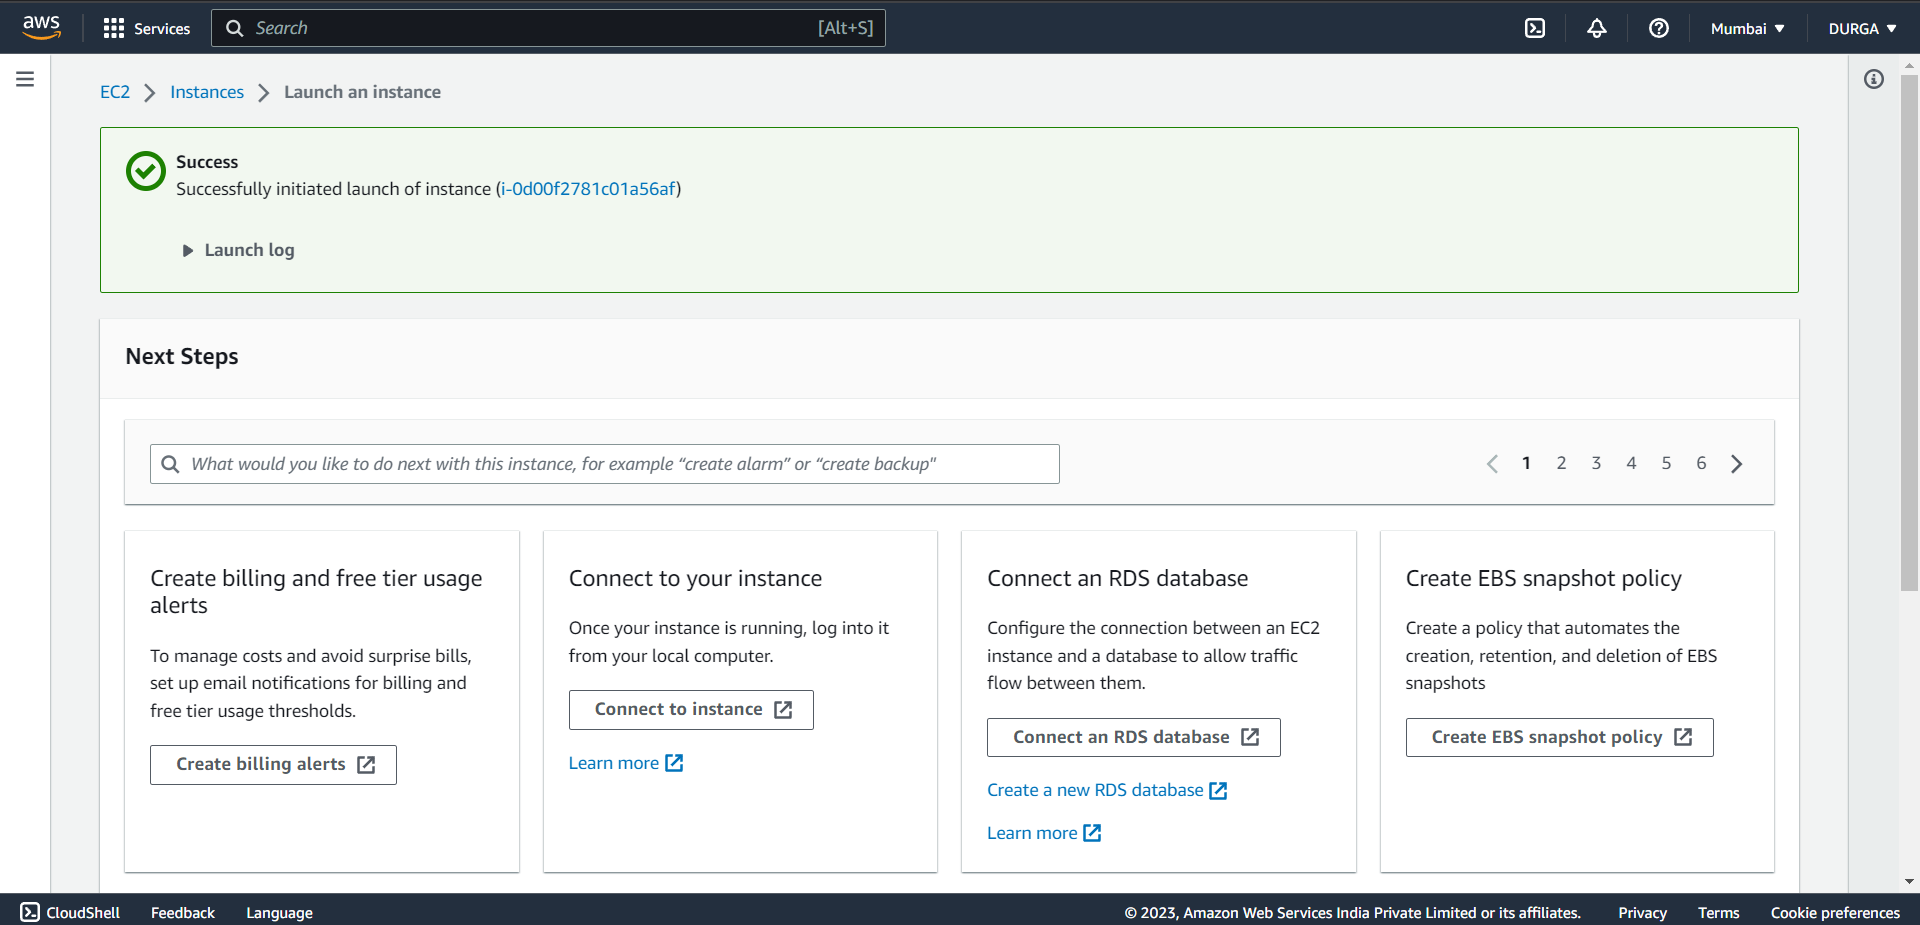 aws
Services
Search
[Alt+S]
Mumbai
DURGA
EC2
Instances
Launch an instance
Success
Successfully initiated launch of instance (i-0d00f2781c01a56af)
Launch log
Next Steps
What would you like to do next with this instance, for example “create alarm” or “create backup"
1 2 3 4 5 6
Create billing and free tier usage
alerts
To manage costs and avoid surprise bills,
set up email notifications for billing and
free tier usage thresholds.
Create billing alerts
Connect to your instance
Once your instance is running, log into it
from your local computer.
Connect to instance
Learn more
Connect an RDS database
Configure the connection between an EC2
instance and a database to allow traffic
flow between them.
Connect an RDS database
Create a new RDS database
Learn more
Create EBS snapshot policy
Create a policy that automates the
creation, retention, and deletion of EBS
snapshots
Create EBS snapshot policy
CloudShell
Feedback
Language
© 2023, Amazon Web Services India Private Limited or its affiliates.
Privacy
Terms
Cookie preferences